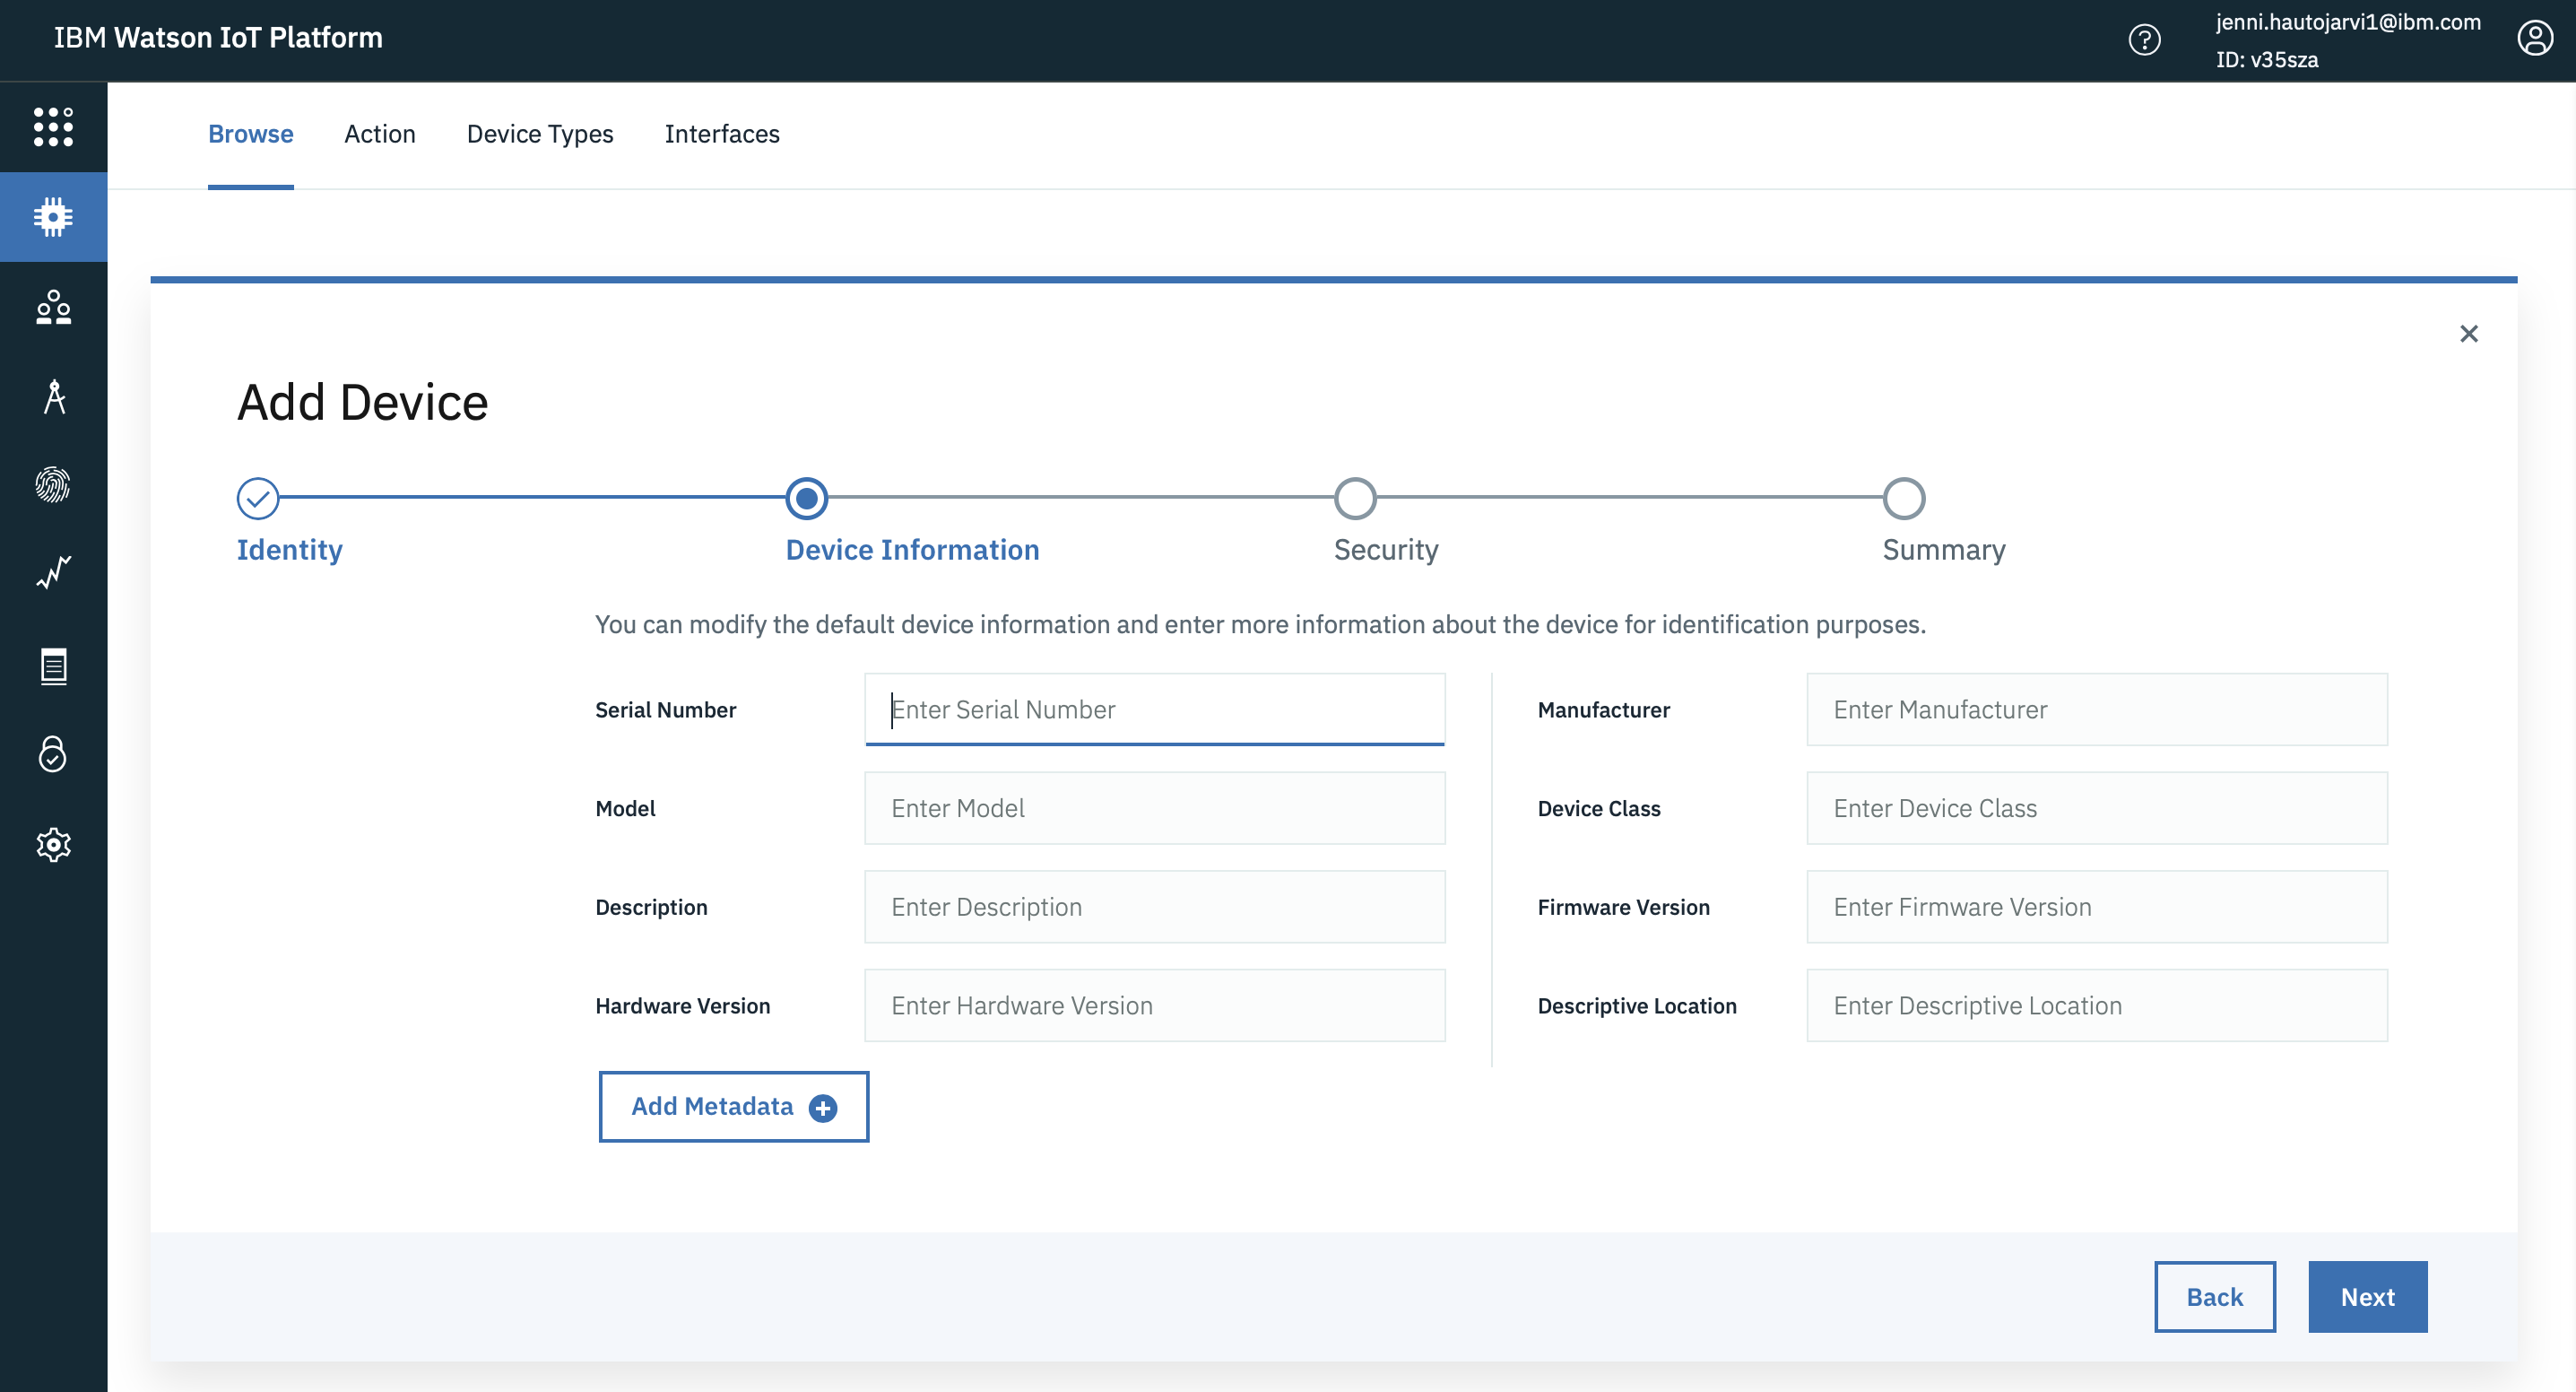 IBM Watson IoT Platform
jenni.hautojarvi1@ibm.com
ID: v35sza
Browse
Action
Device Types
Interfaces
Add Device
Identity
Device Information
Security
Summary
You can modify the default device information and enter more information about the device for identification purposes.
Serial Number
Enter Serial Number
Manufacturer
Enter Manufacturer
Model
Enter Model
Device Class
Enter Device Class
Description
Enter Description
Firmware Version
Enter Firmware Version
Hardware Version
Enter Hardware Version
Descriptive Location
Enter Descriptive Location
Add Metadata
Back
Next